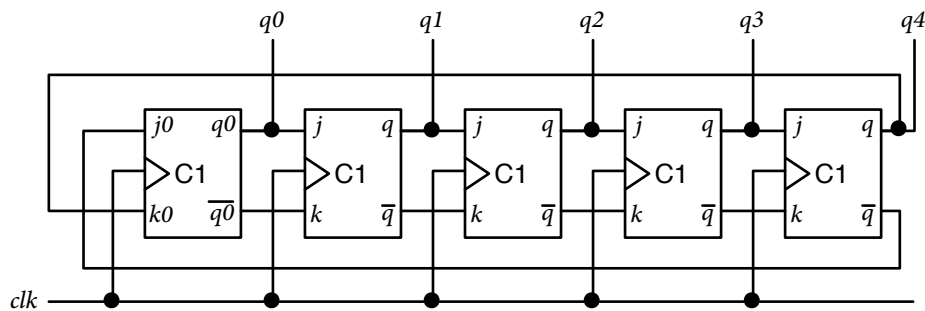 q0 q1 q2 q3 q4
j0 q0 j q j q j q j q
C1 C1 C1 C1 C1
k0 q̅0̅ k q̅ k q̅ k q̅ k q̅
clk